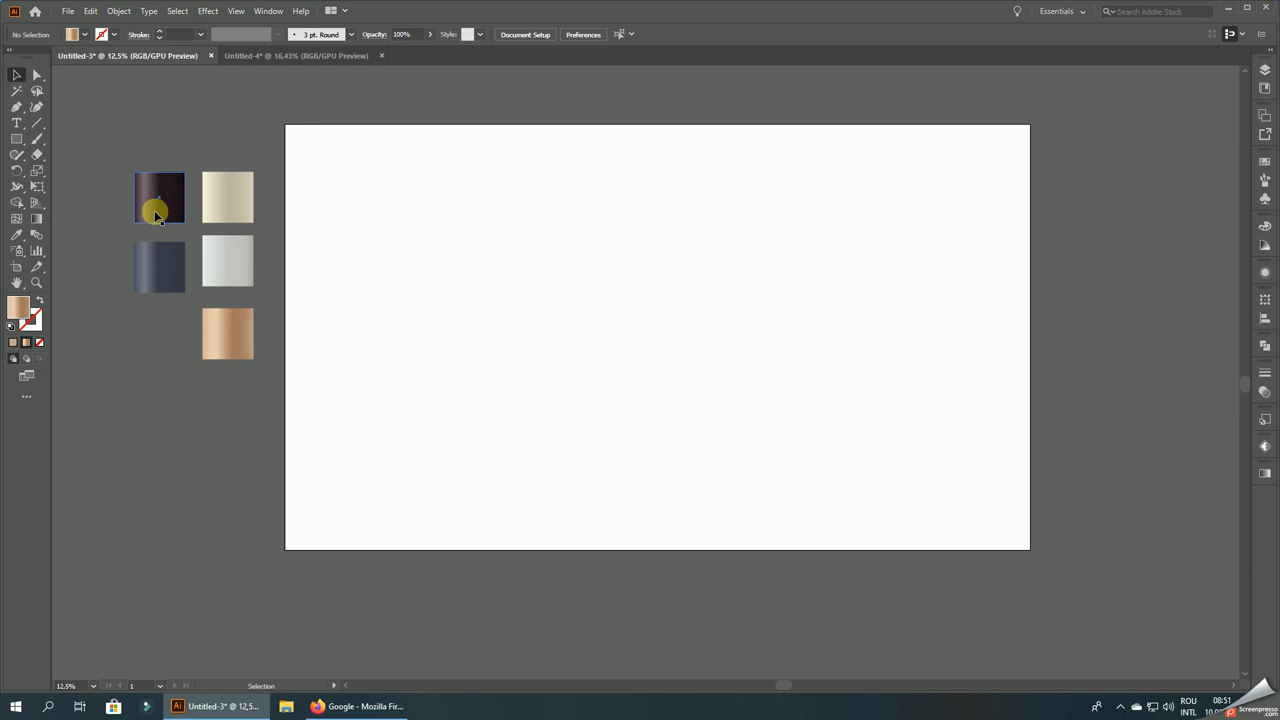 Ai File Edit Object Type Select Effect View Window Help Essentials Search Adobe Stock
No Selection Stroke: 3 pt. Round Opacity: 100% Style: Document Setup Preferences
Untitled-3* @ 12,5% (RGB/GPU Preview) × Untitled-4* @ 16,43% (RGB/GPU Preview) ×
12,5% 1 Selection
Ai Untitled-3* @ 12,5... Google - Mozilla Fir... ROU 08:51
INTL
Screenpresso
.com